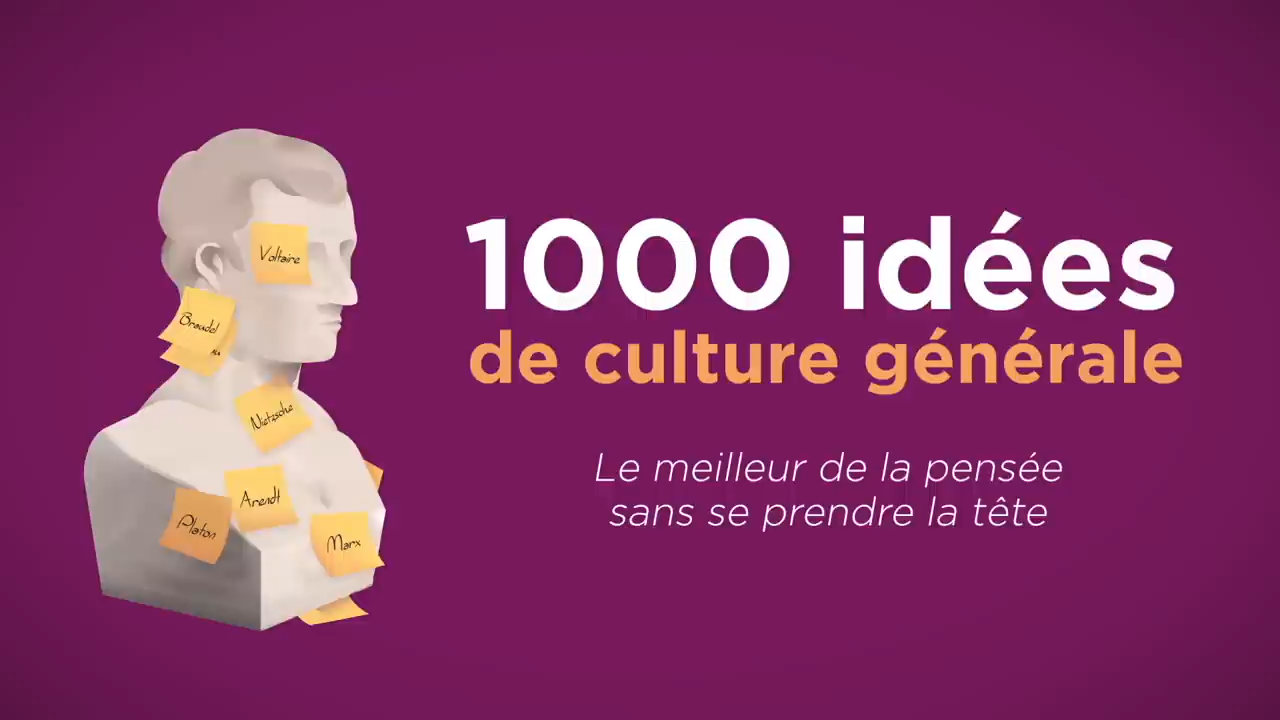 1000 idées
de culture générale
Le meilleur de la pensée
sans se prendre la tête
Voltaire
Braudel
Nietzsche
Arendt
Platon
Marx